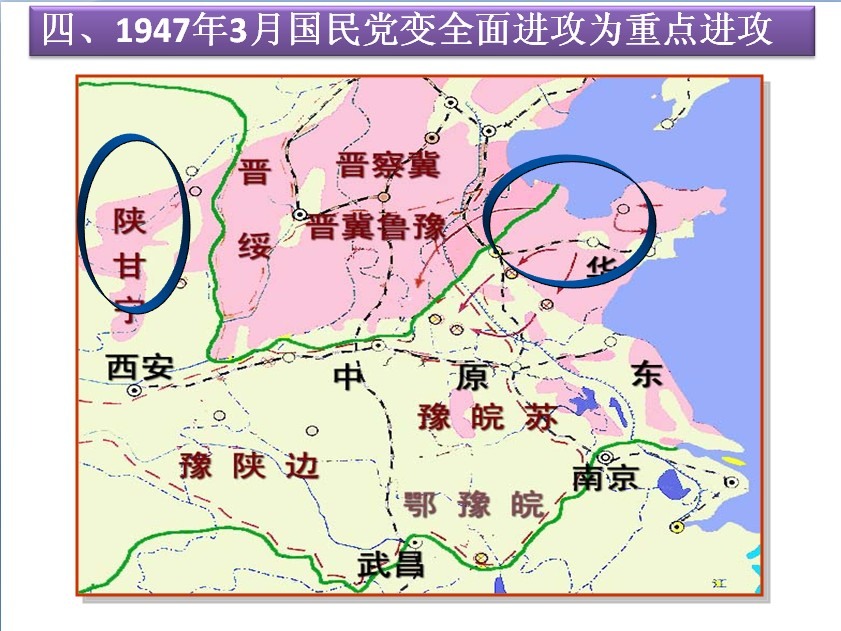 四、1947年3月国民党变全面进攻为重点进攻
晋察冀
晋绥
晋冀鲁豫
陕甘宁
华东
西安
中原
豫皖苏
豫陕边
南京
鄂豫皖
武昌
江